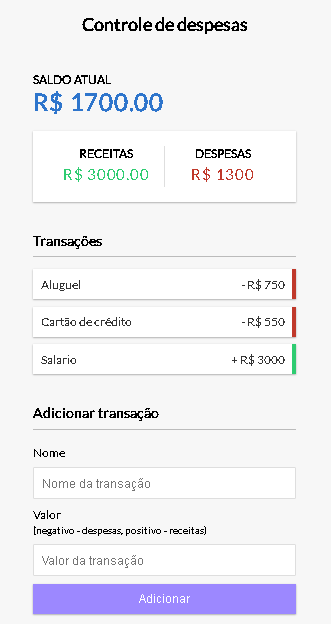 Controle de despesas
SALDO ATUAL
R$ 1700.00
RECEITAS
R$ 3000.00
DESPESAS
R$ 1300
Transações
Aluguel - R$ 750
Cartão de crédito - R$ 550
Salario + R$ 3000
Adicionar transação
Nome
Nome da transação
Valor
(negativo - despesas, positivo - receitas)
Valor da transação
Adicionar